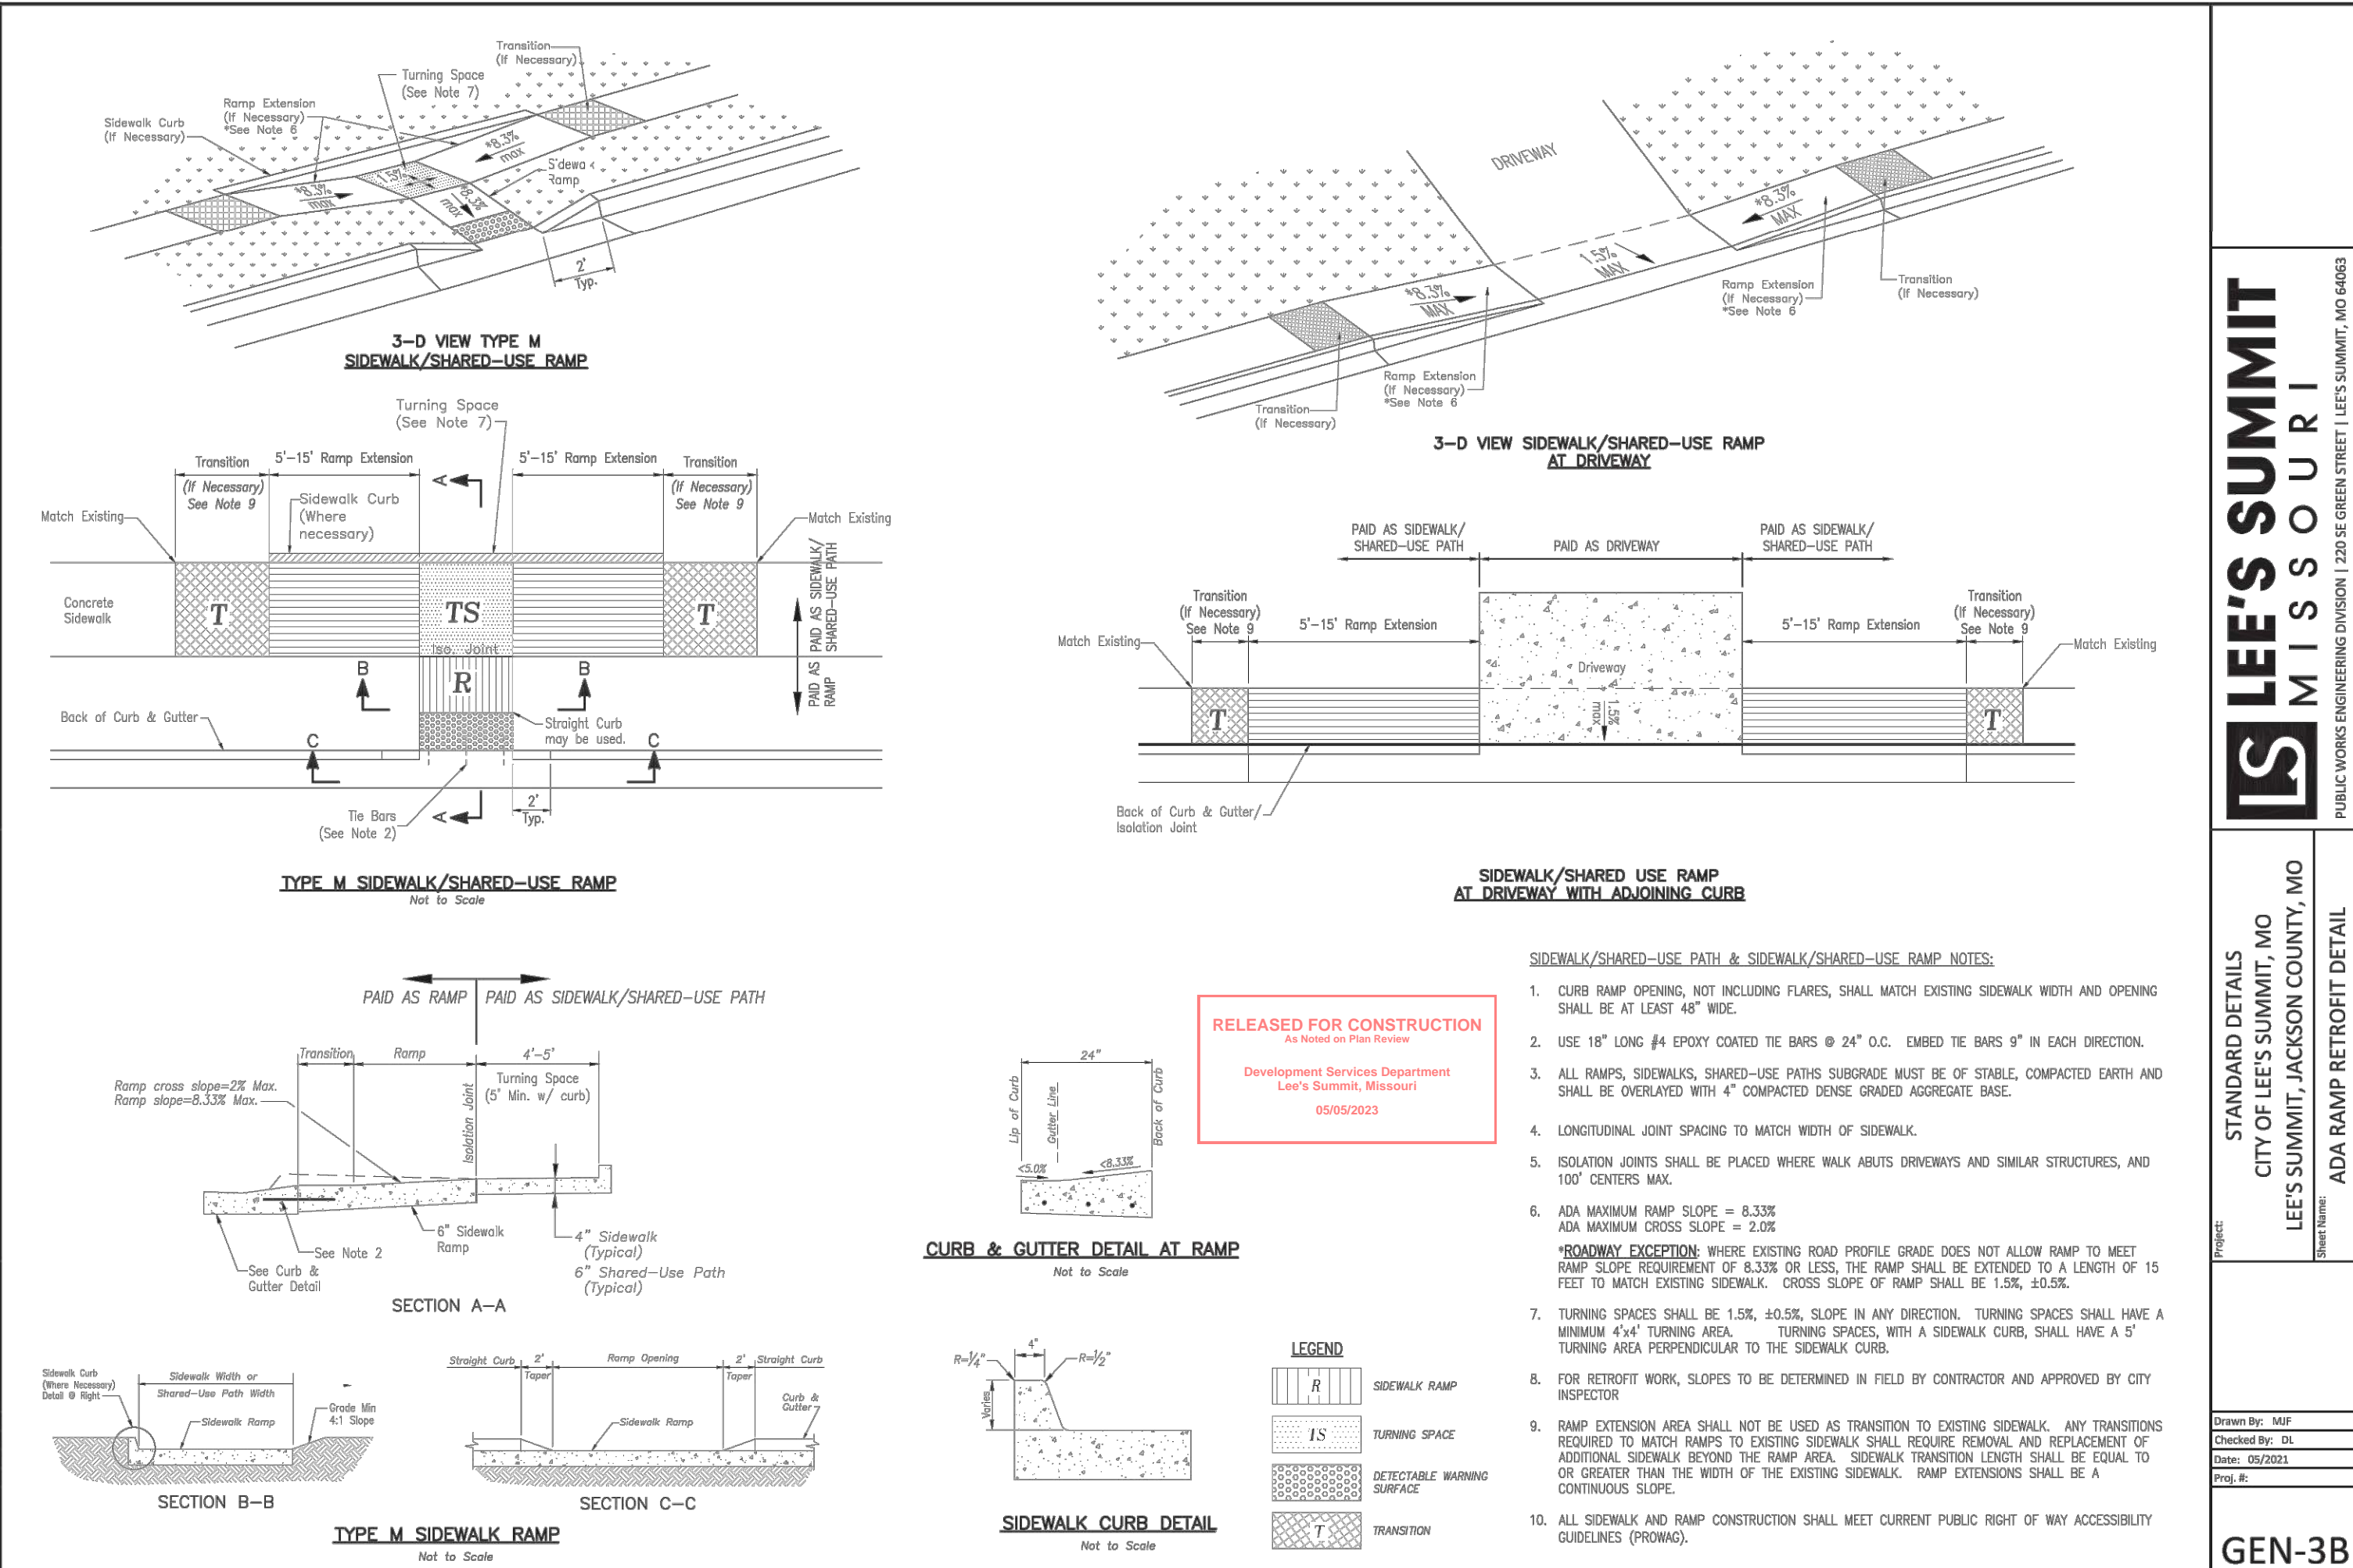 Transition
(If Necessary)
Turning Space
(See Note 7)
Ramp Extension
(If Necessary)
*See Note 6
Sidewalk Curb
(If Necessary)
*8.3%
max
1.5%
*8.3%
max
*8.3%
max
Ramp
2'
Typ.
3-D VIEW TYPE M
SIDEWALK/SHARED-USE RAMP
DRIVEWAY
*8.3%
MAX
1.5%
MAX
*8.3%
MAX
Transition
(If Necessary)
Ramp Extension
(If Necessary)
*See Note 6
Ramp Extension
(If Necessary)
*See Note 6
Transition
(If Necessary)
3-D VIEW SIDEWALK/SHARED-USE RAMP
AT DRIVEWAY
Turning Space
(See Note 7)
Transition
(If Necessary)
See Note 9
5'-15' Ramp Extension
A
5'-15' Ramp Extension
Transition
(If Necessary)
See Note 9
Sidewalk Curb
(Where
necessary)
Match Existing
Match Existing
Concrete
Sidewalk
T
TS
T
Iso. Joint
PAID AS SIDEWALK/
SHARED-USE PATH
PAID AS
RAMP
B
R
B
Back of Curb & Gutter
Straight Curb
may be used.
C
C
Tie Bars
(See Note 2)
A
2'
Typ.
TYPE M SIDEWALK/SHARED-USE RAMP
Not to Scale
PAID AS SIDEWALK/
SHARED-USE PATH
PAID AS DRIVEWAY
PAID AS SIDEWALK/
SHARED-USE PATH
Transition
(If Necessary)
See Note 9
5'-15' Ramp Extension
5'-15' Ramp Extension
Transition
(If Necessary)
See Note 9
Match Existing
Match Existing
Driveway
1.5%
max
T
T
Back of Curb & Gutter/
Isolation Joint
SIDEWALK/SHARED USE RAMP
AT DRIVEWAY WITH ADJOINING CURB
PAID AS RAMP
PAID AS SIDEWALK/SHARED-USE PATH
Transition
Ramp
4'-5'
Turning Space
(5' Min. w/ curb)
Ramp cross slope=2% Max.
Ramp slope=8.33% Max.
Isolation Joint
See Note 2
6" Sidewalk
Ramp
4" Sidewalk
(Typical)
6" Shared-Use Path
(Typical)
See Curb &
Gutter Detail
SECTION A-A
Sidewalk Curb
(Where Necessary)
Detail @ Right
Sidewalk Width or
Shared-Use Path Width
Sidewalk Ramp
Grade Min
4:1 Slope
SECTION B-B
Straight Curb
2'
Taper
Ramp Opening
2'
Taper
Straight Curb
Curb &
Gutter
Sidewalk Ramp
SECTION C-C
TYPE M SIDEWALK RAMP
Not to Scale
24"
Lip of Curb
Gutter Line
Back of Curb
<5.0%
<8.33%
CURB & GUTTER DETAIL AT RAMP
Not to Scale
RELEASED FOR CONSTRUCTION
As Noted on Plan Review
Development Services Department
Lee's Summit, Missouri
05/05/2023
4"
R=1/4"
R=1/2"
Varies
SIDEWALK CURB DETAIL
Not to Scale
LEGEND
R
SIDEWALK RAMP
TS
TURNING SPACE
DETECTABLE WARNING
SURFACE
T
TRANSITION
SIDEWALK/SHARED-USE PATH & SIDEWALK/SHARED-USE RAMP NOTES:
1. CURB RAMP OPENING, NOT INCLUDING FLARES, SHALL MATCH EXISTING SIDEWALK WIDTH AND OPENING
SHALL BE AT LEAST 48" WIDE.
2. USE 18" LONG #4 EPOXY COATED TIE BARS @ 24" O.C. EMBED TIE BARS 9" IN EACH DIRECTION.
3. ALL RAMPS, SIDEWALKS, SHARED-USE PATHS SUBGRADE MUST BE OF STABLE, COMPACTED EARTH AND
SHALL BE OVERLAYED WITH 4" COMPACTED DENSE GRADED AGGREGATE BASE.
4. LONGITUDINAL JOINT SPACING TO MATCH WIDTH OF SIDEWALK.
5. ISOLATION JOINTS SHALL BE PLACED WHERE WALK ABUTS DRIVEWAYS AND SIMILAR STRUCTURES, AND
100' CENTERS MAX.
6. ADA MAXIMUM RAMP SLOPE = 8.33%
ADA MAXIMUM CROSS SLOPE = 2.0%
*ROADWAY EXCEPTION: WHERE EXISTING ROAD PROFILE GRADE DOES NOT ALLOW RAMP TO MEET
RAMP SLOPE REQUIREMENT OF 8.33% OR LESS, THE RAMP SHALL BE EXTENDED TO A LENGTH OF 15
FEET TO MATCH EXISTING SIDEWALK. CROSS SLOPE OF RAMP SHALL BE 1.5%, ±0.5%.
7. TURNING SPACES SHALL BE 1.5%, ±0.5%, SLOPE IN ANY DIRECTION. TURNING SPACES SHALL HAVE A
MINIMUM 4'x4' TURNING AREA. TURNING SPACES, WITH A SIDEWALK CURB, SHALL HAVE A 5'
TURNING AREA PERPENDICULAR TO THE SIDEWALK CURB.
8. FOR RETROFIT WORK, SLOPES TO BE DETERMINED IN FIELD BY CONTRACTOR AND APPROVED BY CITY
INSPECTOR
9. RAMP EXTENSION AREA SHALL NOT BE USED AS TRANSITION TO EXISTING SIDEWALK. ANY TRANSITIONS
REQUIRED TO MATCH RAMPS TO EXISTING SIDEWALK SHALL REQUIRE REMOVAL AND REPLACEMENT OF
ADDITIONAL SIDEWALK BEYOND THE RAMP AREA. SIDEWALK TRANSITION LENGTH SHALL BE EQUAL TO
OR GREATER THAN THE WIDTH OF THE EXISTING SIDEWALK. RAMP EXTENSIONS SHALL BE A
CONTINUOUS SLOPE.
10. ALL SIDEWALK AND RAMP CONSTRUCTION SHALL MEET CURRENT PUBLIC RIGHT OF WAY ACCESSIBILITY
GUIDELINES (PROWAG).
LS
LEE'S SUMMIT
MISSOURI
PUBLIC WORKS ENGINEERING DIVISION | 220 SE GREEN STREET | LEE'S SUMMIT, MO 64063
Project:
STANDARD DETAILS
CITY OF LEE'S SUMMIT, MO
LEE'S SUMMIT, JACKSON COUNTY, MO
Sheet Name:
ADA RAMP RETROFIT DETAIL
Drawn By: MJF
Checked By: DL
Date: 05/2021
Proj. #:
GEN-3B